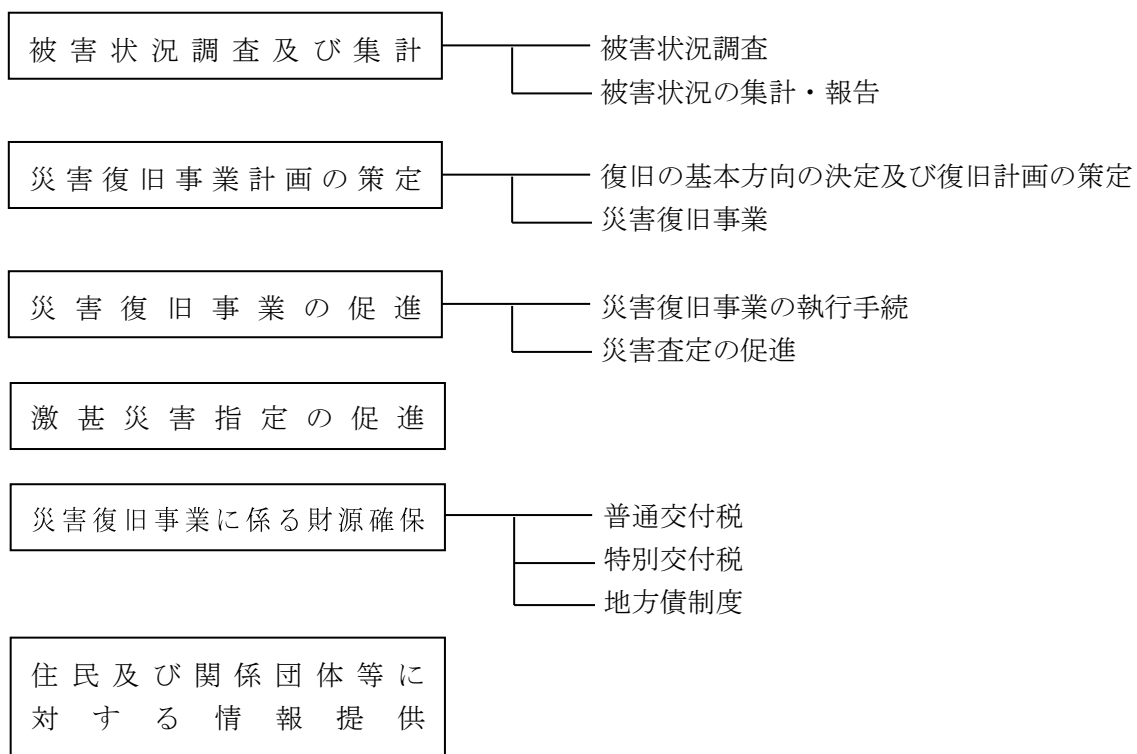 被害状況調査及び集計
被害状況調査
被害状況の集計・報告
災害復旧事業計画の策定
復旧の基本方向の決定及び復旧計画の策定
災害復旧事業
災害復旧事業の促進
災害復旧事業の執行手続
災害査定の促進
激甚災害指定の促進
災害復旧事業に係る財源確保
普通交付税
特別交付税
地方債制度
住民及び関係団体等に
対する情報提供